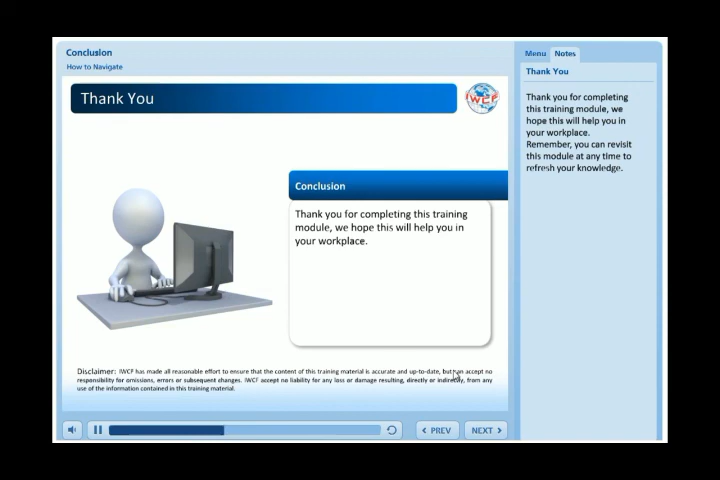 Conclusion
How to Navigate
Thank You
IWCF
Conclusion
Thank you for completing this training
module, we hope this will help you in
your workplace.
Disclaimer: IWCF has made all reasonable effort to ensure that the content of this training material is accurate and up-to-date, but can accept no
responsibility for omissions, errors or subsequent changes. IWCF accept no liability for any loss or damage resulting, directly or indirectly, from any
use of the information contained in this training material.
PREV
NEXT
Menu Notes
Thank You
Thank you for completing
this training module, we
hope this will help you in
your workplace.
Remember, you can revisit
this module at any time to
refresh your knowledge.